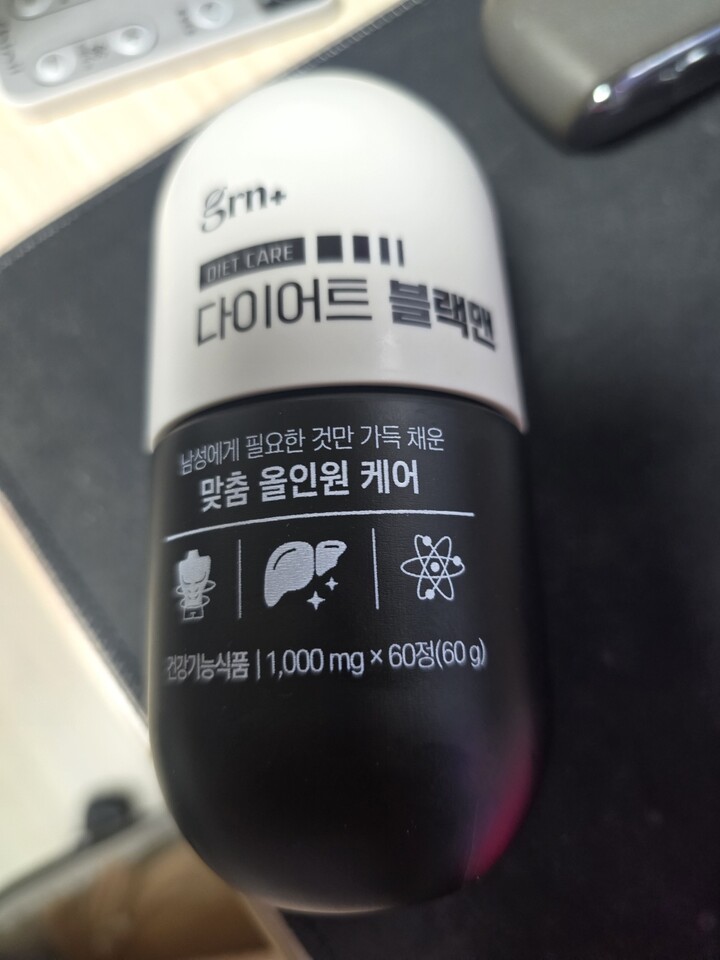 grn+
DIET CARE
다이어트 블랙맨
남성에게 필요한 것만 가득 채운
맞춤 올인원 케어
건강기능식품 | 1,000 mg × 60정(60 g)